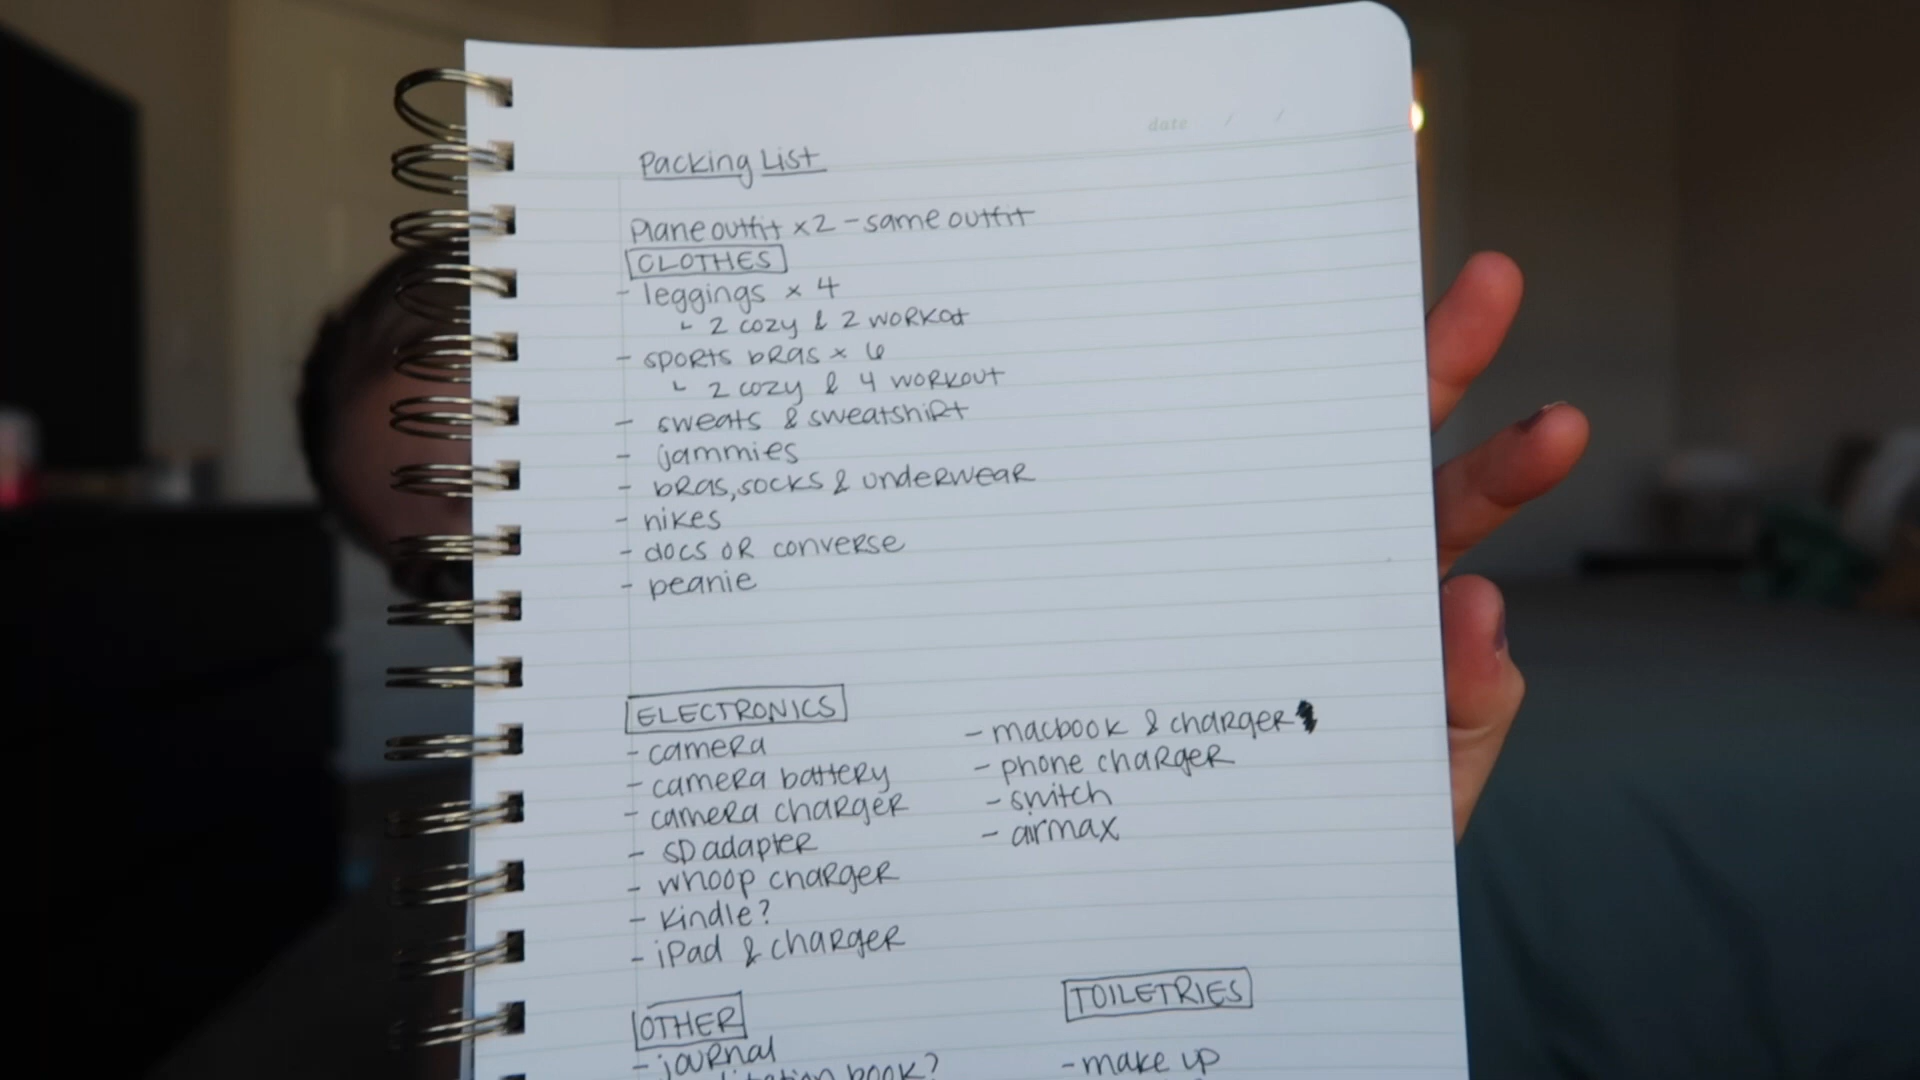 date / /
Packing List
Plane outfit x2 - same outfit
CLOTHES
- leggings x 4
↳ 2 cozy & 2 workout
- sports bras x 6
↳ 2 cozy & 4 workout
- sweats & sweatshirt
- jammies
- bras, socks & underwear
- nikes
- docs or converse
- beanie
ELECTRONICS
- camera
- camera battery
- camera charger
- SD adapter
- whoop charger
- kindle?
- iPad & charger
- macbook & charger
- phone charger
- switch
- airmax
OTHER
- journal
book?
TOILETRIES
- make up